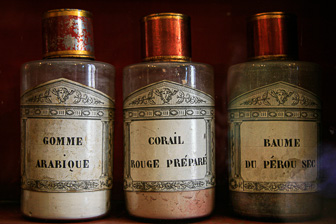 GOMME
ARABIQUE
CORAIL
ROUGE PRÉPARÉ
BAUME
DU PÉROU SEC